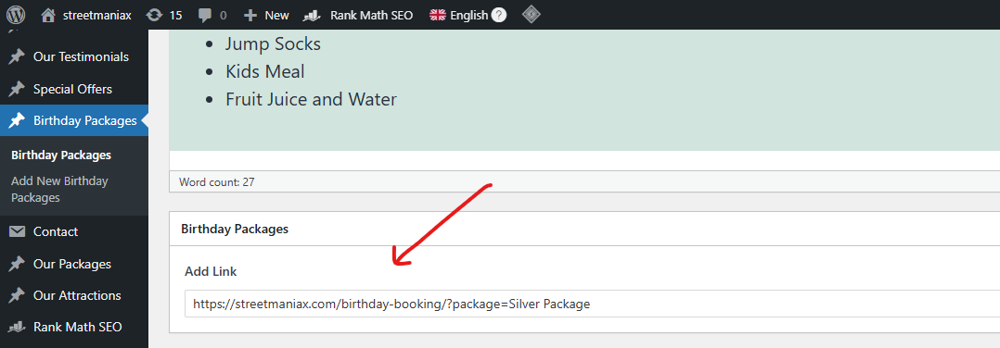 streetmaniax 15 0 New Rank Math SEO English ?
Our Testimonials
Special Offers
Birthday Packages
Birthday Packages
Add New Birthday
Packages
Contact
Our Packages
Our Attractions
Rank Math SEO
Jump Socks
Kids Meal
Fruit Juice and Water
Word count: 27
Birthday Packages
Add Link
https://streetmaniax.com/birthday-booking/?package=Silver Package